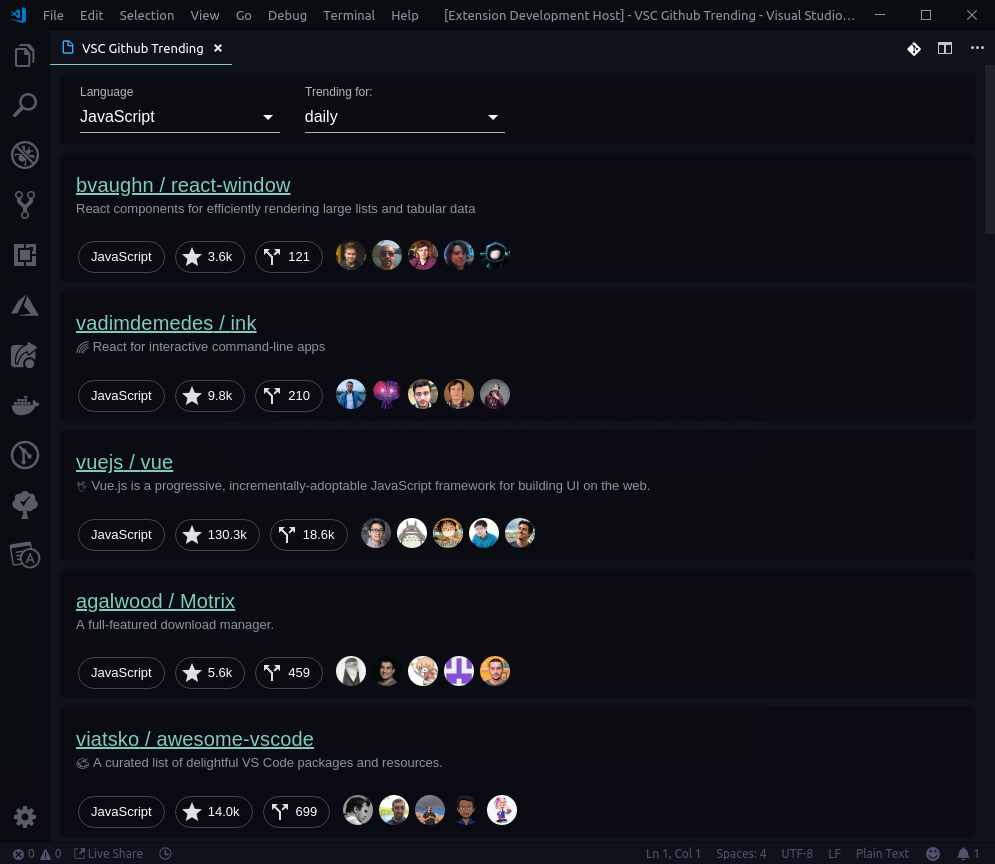 File Edit Selection View Go Debug Terminal Help [Extension Development Host] - VSC Github Trending - Visual Studio...
VSC Github Trending
Language Trending for:
JavaScript daily
bvaughn / react-window
React components for efficiently rendering large lists and tabular data
JavaScript 3.6k 121
vadimdemedes / ink
React for interactive command-line apps
JavaScript 9.8k 210
vuejs / vue
Vue.js is a progressive, incrementally-adoptable JavaScript framework for building UI on the web.
JavaScript 130.3k 18.6k
agalwood / Motrix
A full-featured download manager.
JavaScript 5.6k 459
viatsko / awesome-vscode
A curated list of delightful VS Code packages and resources.
JavaScript 14.0k 699
0 0 Live Share Ln 1, Col 1 Spaces: 4 UTF-8 LF Plain Text 1